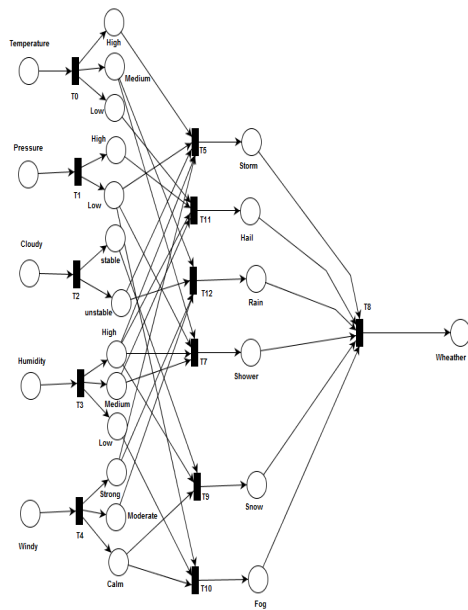 High
Temperature
Medium
T0
Low
High
Pressure
T5
Storm
T1
Low
T11
Hail
Cloudy
stable
T2
T12
Rain
T8
unstable
High
Wheather
Humidity
T7
Shower
T3
Medium
Low
Strong
T9
Snow
Moderate
Windy
T4
Calm
T10
Fog